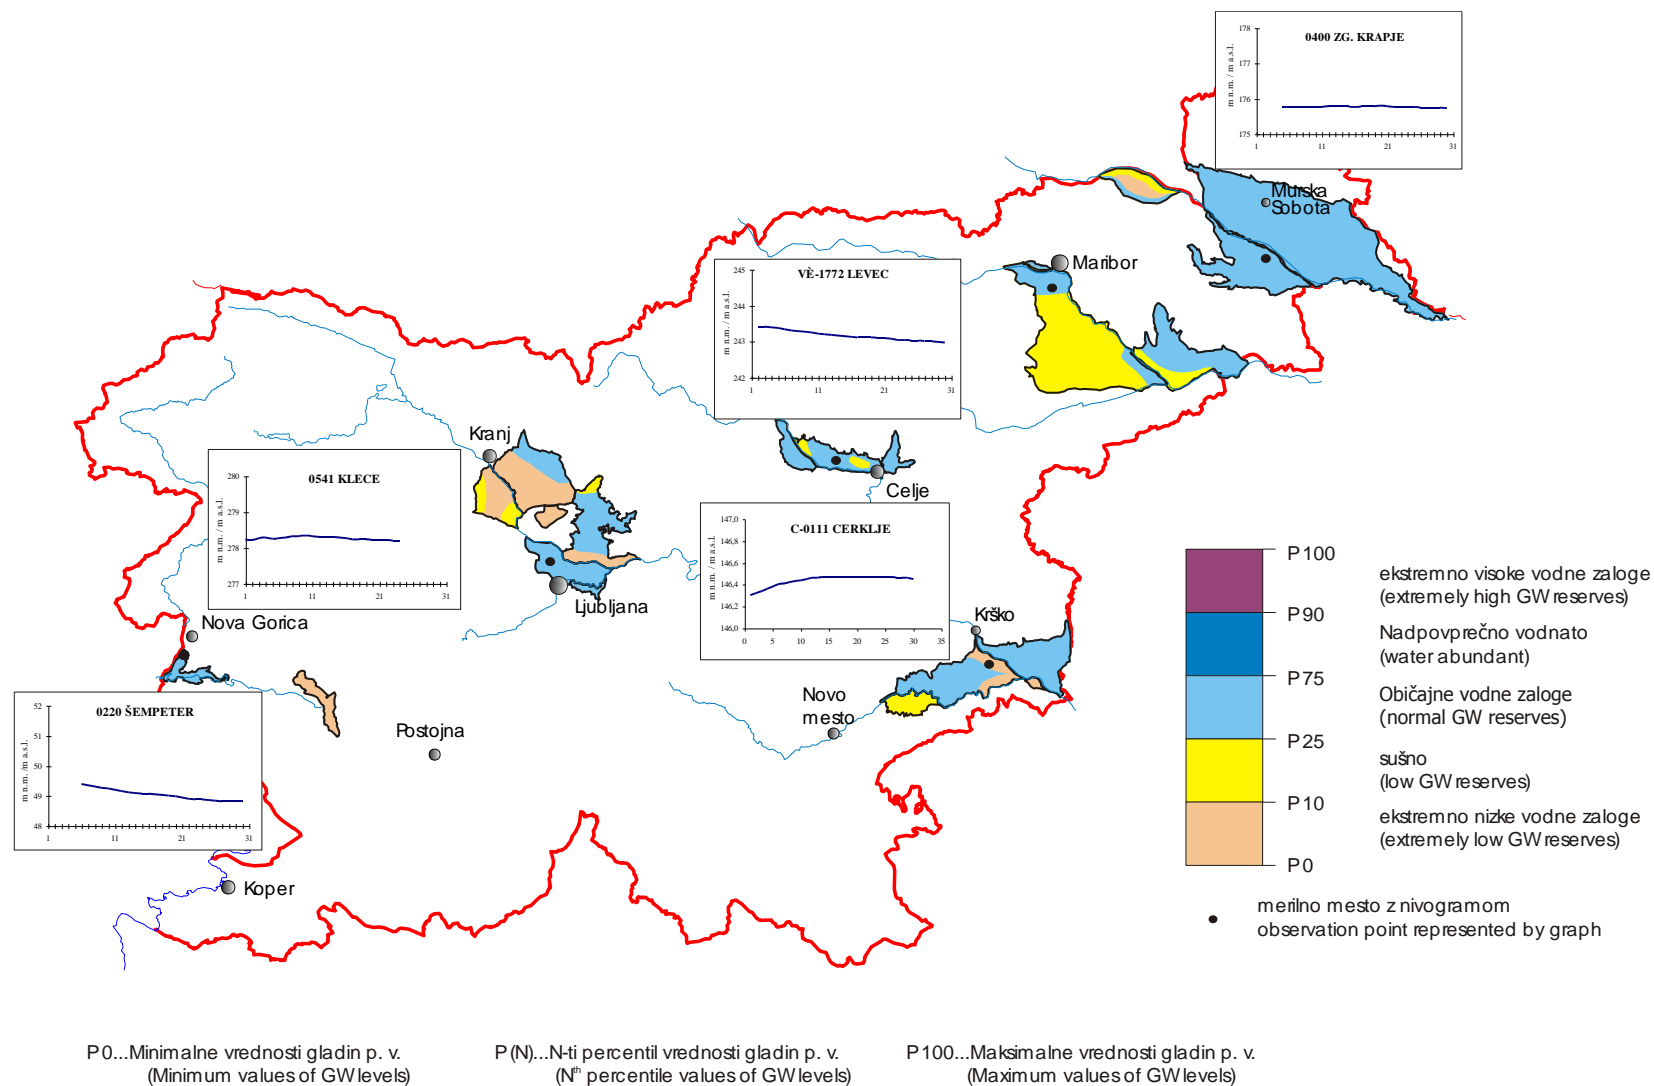 0400 ZG. KRAPJE
m n.m. / m a.s.l.
178
177
176
175
1
11
21
31
Murska
Sobota
Maribor
VÈ-1772 LEVEC
m n.m. / m a.s.l.
245
244
243
242
1
11
21
31
Kranj
Celje
0541 KLECE
m n.m. / m a.s.l.
280
279
278
277
1
11
21
31
C-0111 CERKLJE
m n.m. / m a.s.l.
147,0
146,8
146,6
146,4
146,2
146,0
0
5
10
15
20
25
30
35
Ljubljana
Nova Gorica
Krško
Novo
mesto
0220 ŠEMPETER
m n.m. /m a.s.l.
52
51
50
49
48
1
11
21
31
Postojna
Koper
P100
ekstremno visoke vodne zaloge
(extremely high GW reserves)
P90
Nadpovprečno vodnato
(water abundant)
P75
Običajne vodne zaloge
(normal GW reserves)
P25
sušno
(low GW reserves)
P10
ekstremno nizke vodne zaloge
(extremely low GW reserves)
P0
merilno mesto z nivogramom
observation point represented by graph
P0...Minimalne vrednosti gladin p. v.
(Minimum values of GW levels)
P(N)...N-ti percentil vrednosti gladin p. v.
(Nth percentile values of GW levels)
P100...Maksimalne vrednosti gladin p. v.
(Maximum values of GW levels)